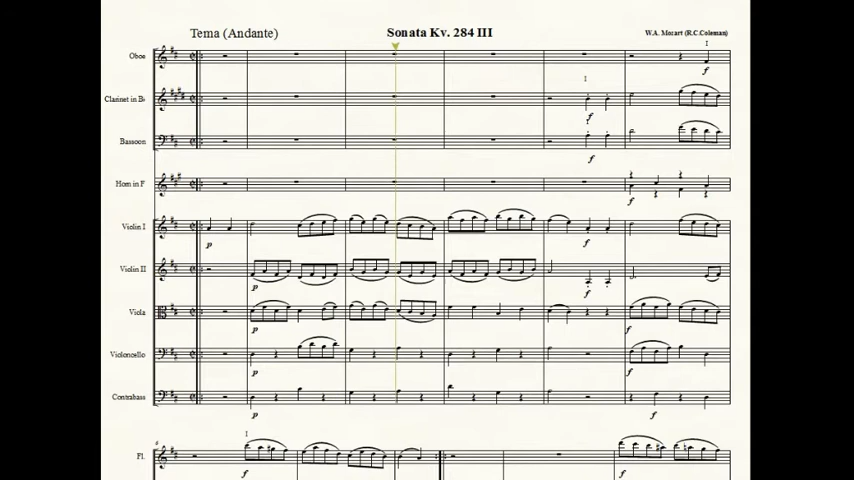 Tema (Andante)
Sonata Kv. 284 III
W.A. Mozart (R.C.Coleman)
I
Oboe
f
I
Clarinet in B♭
f
I
Bassoon
f
Horn in F
f
Violin I
p f
Violin II
p f
Viola
p f
Violoncello
p f
Contrabass
p f
6
I
Fl.
f f